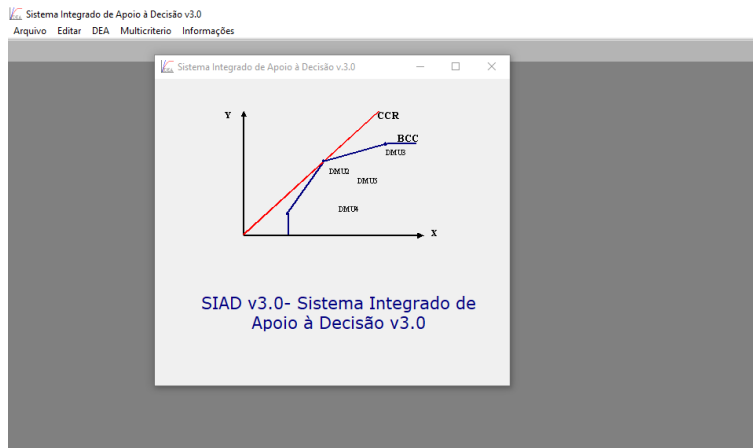 Sistema Integrado de Apoio à Decisão v3.0
Arquivo Editar DEA Multicriterio Informações
Sistema Integrado de Apoio à Decisão v.3.0
Y
CCR
BCC
DMU3
DMU2
DMU5
DMU4
X
SIAD v3.0- Sistema Integrado de
Apoio à Decisão v3.0